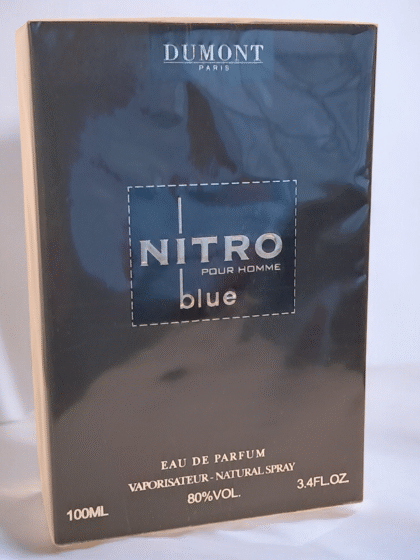 DUMONT
PARIS
NITRO
POUR HOMME
blue
EAU DE PARFUM
VAPORISATEUR - NATURAL SPRAY
100ML 80%VOL. 3.4FL.OZ.